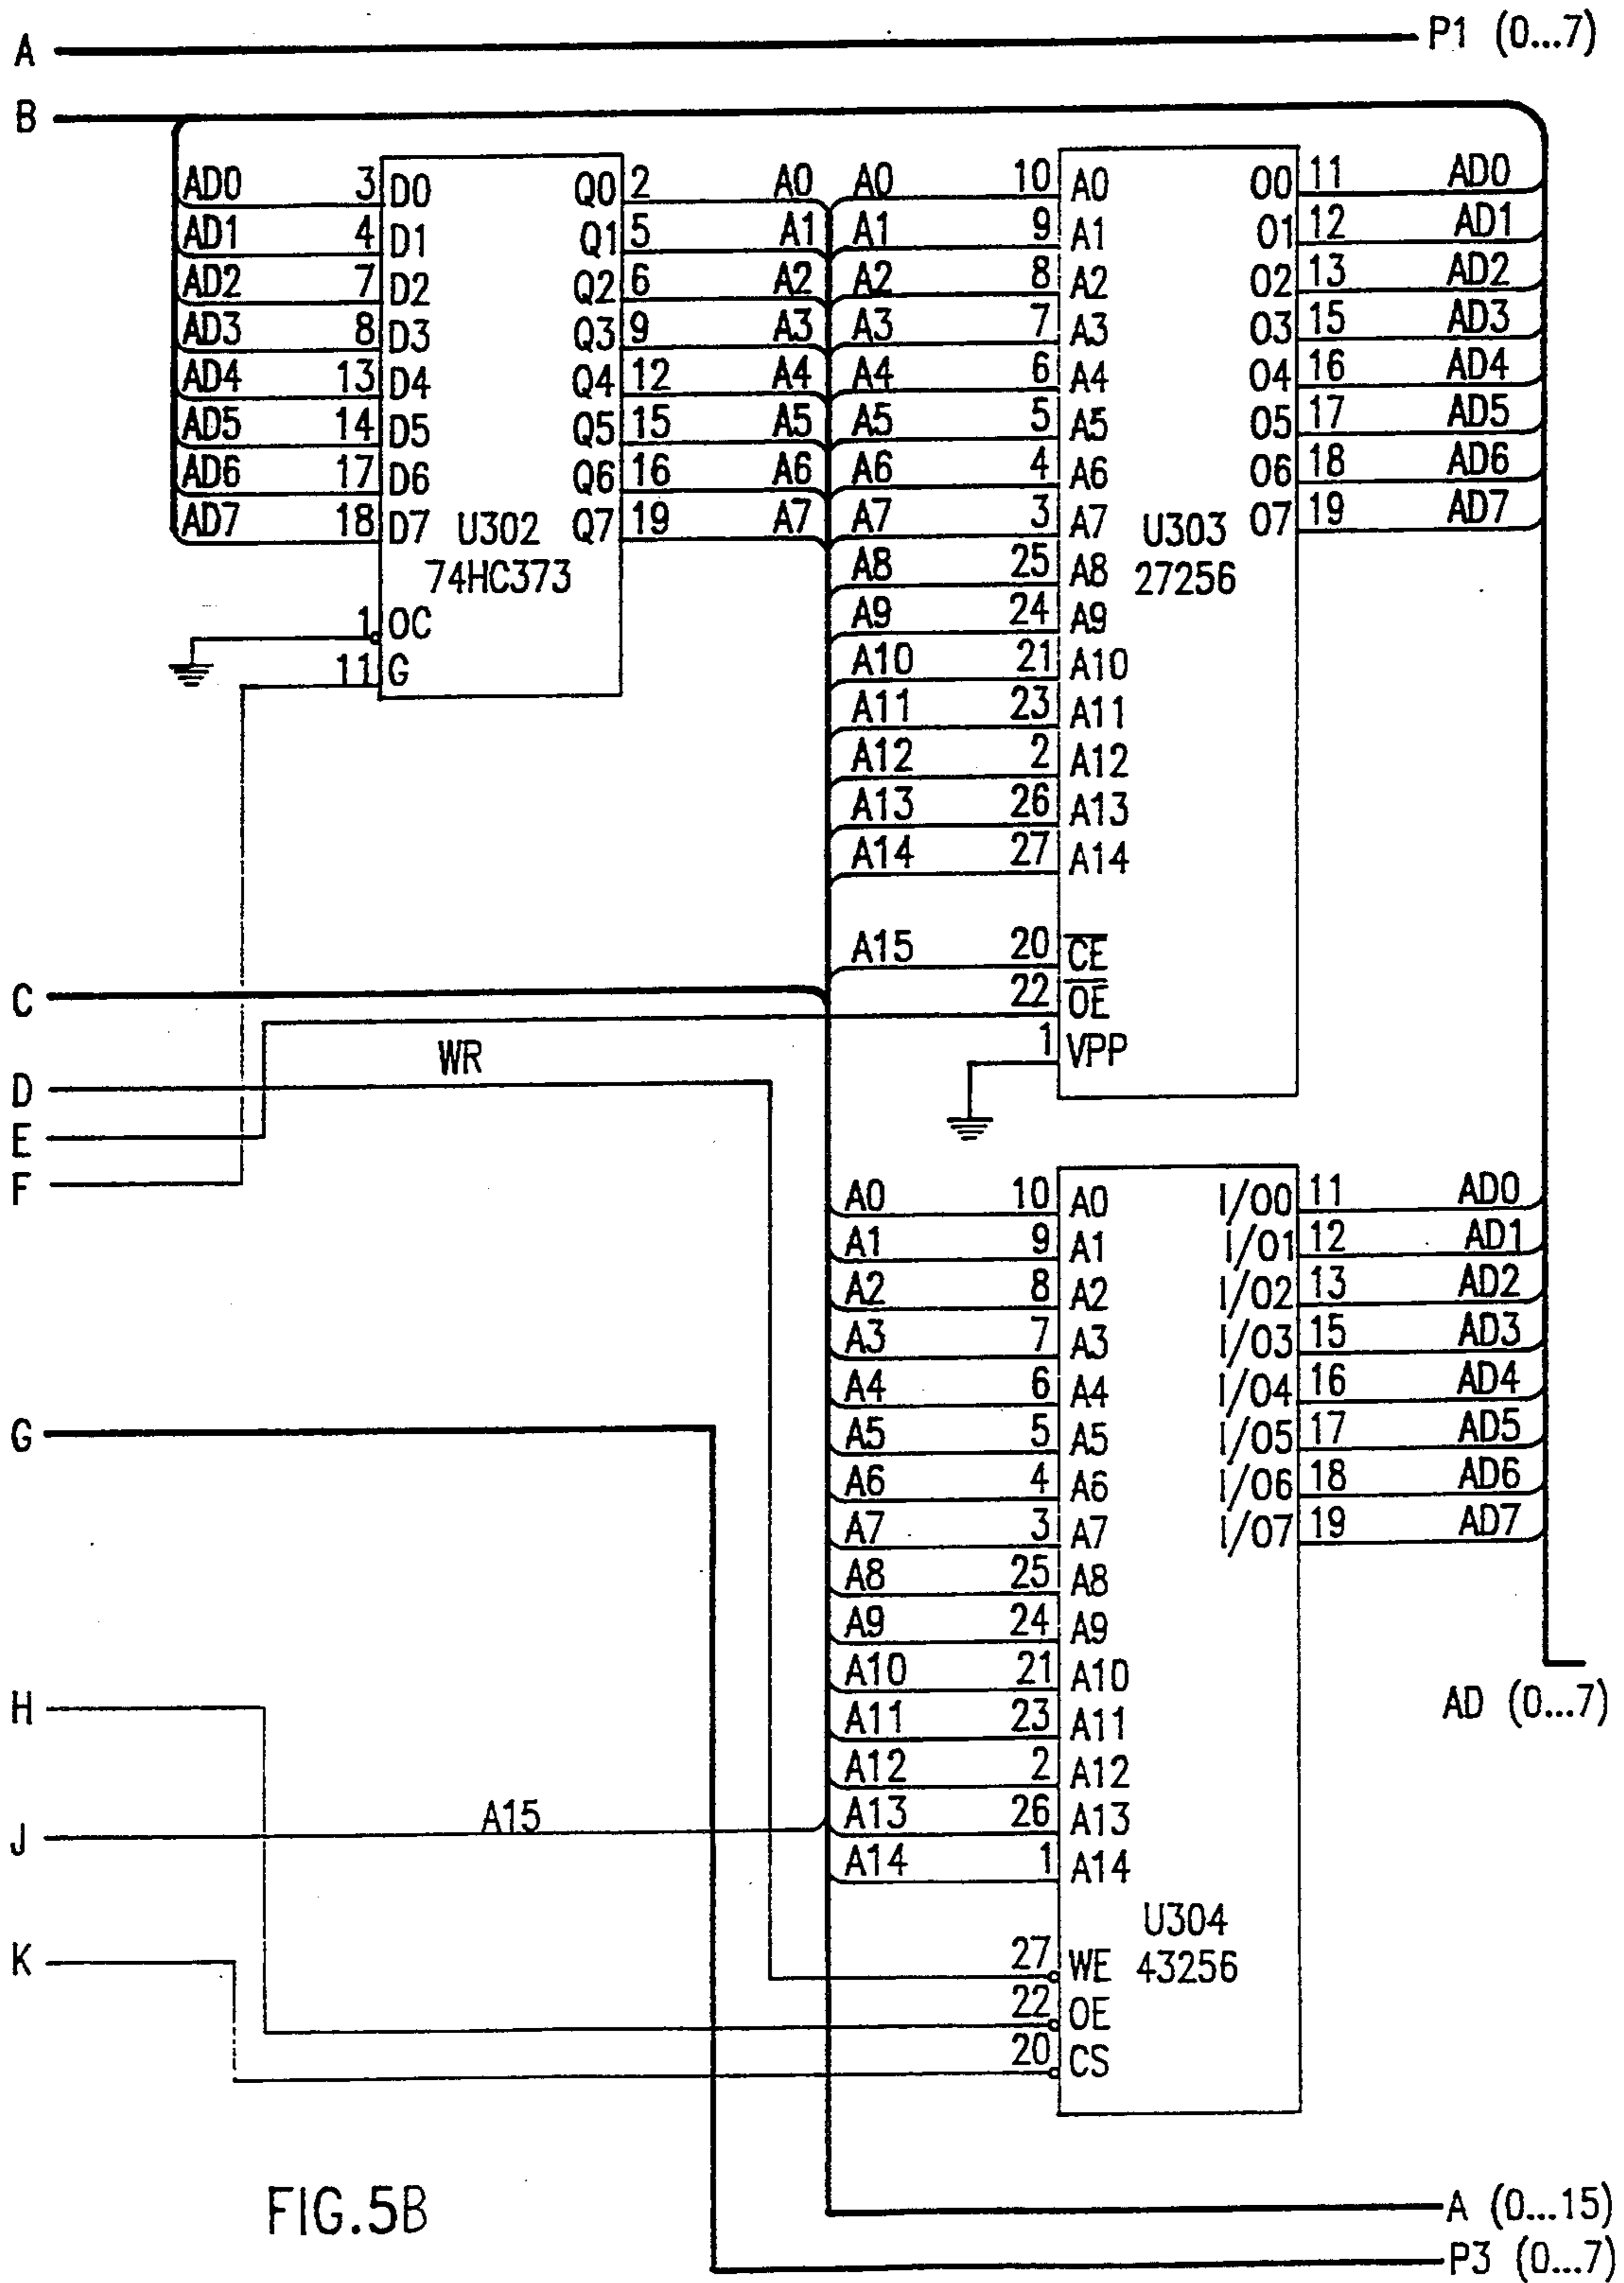 A P1 (0...7)
B
AD0 3 D0 Q0 2 A0 A0 10 A0 O0 11 AD0
AD1 4 D1 Q1 5 A1 A1 9 A1 O1 12 AD1
AD2 7 D2 Q2 6 A2 A2 8 A2 O2 13 AD2
AD3 8 D3 Q3 9 A3 A3 7 A3 O3 15 AD3
AD4 13 D4 Q4 12 A4 A4 6 A4 O4 16 AD4
AD5 14 D5 Q5 15 A5 A5 5 A5 O5 17 AD5
AD6 17 D6 Q6 16 A6 A6 4 A6 O6 18 AD6
AD7 18 D7 U302 Q7 19 A7 A7 3 A7 U303 O7 19 AD7
74HC373 A8 25 A8 27256
1 OC A9 24 A9
11 G A10 21 A10
A11 23 A11
A12 2 A12
A13 26 A13
A14 27 A14
A15 20 CE
C 22 OE
WR 1 VPP
D
E
F
A0 10 A0 I/O0 11 AD0
A1 9 A1 I/O1 12 AD1
A2 8 A2 I/O2 13 AD2
A3 7 A3 I/O3 15 AD3
A4 6 A4 I/O4 16 AD4
G A5 5 A5 I/O5 17 AD5
A6 4 A6 I/O6 18 AD6
A7 3 A7 I/O7 19 AD7
A8 25 A8
A9 24 A9
A10 21 A10
H A11 23 A11 AD (0...7)
A12 2 A12
J A15 A13 26 A13
A14 1 A14
U304
K 27 WE 43256
22 OE
20 CS
FIG.5B A (0...15)
P3 (0...7)